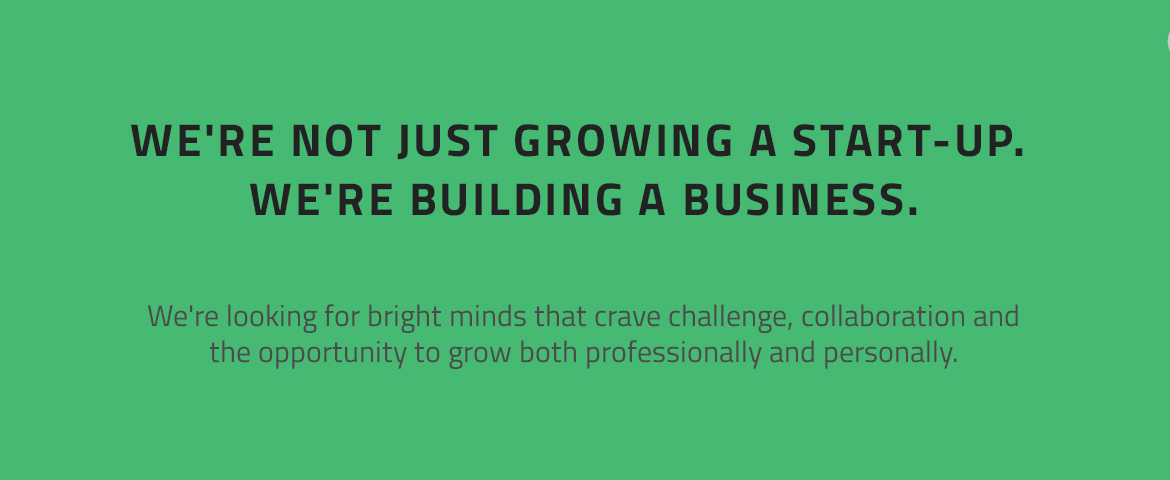 WE'RE NOT JUST GROWING A START-UP.
WE'RE BUILDING A BUSINESS.
We're looking for bright minds that crave challenge, collaboration and
the opportunity to grow both professionally and personally.